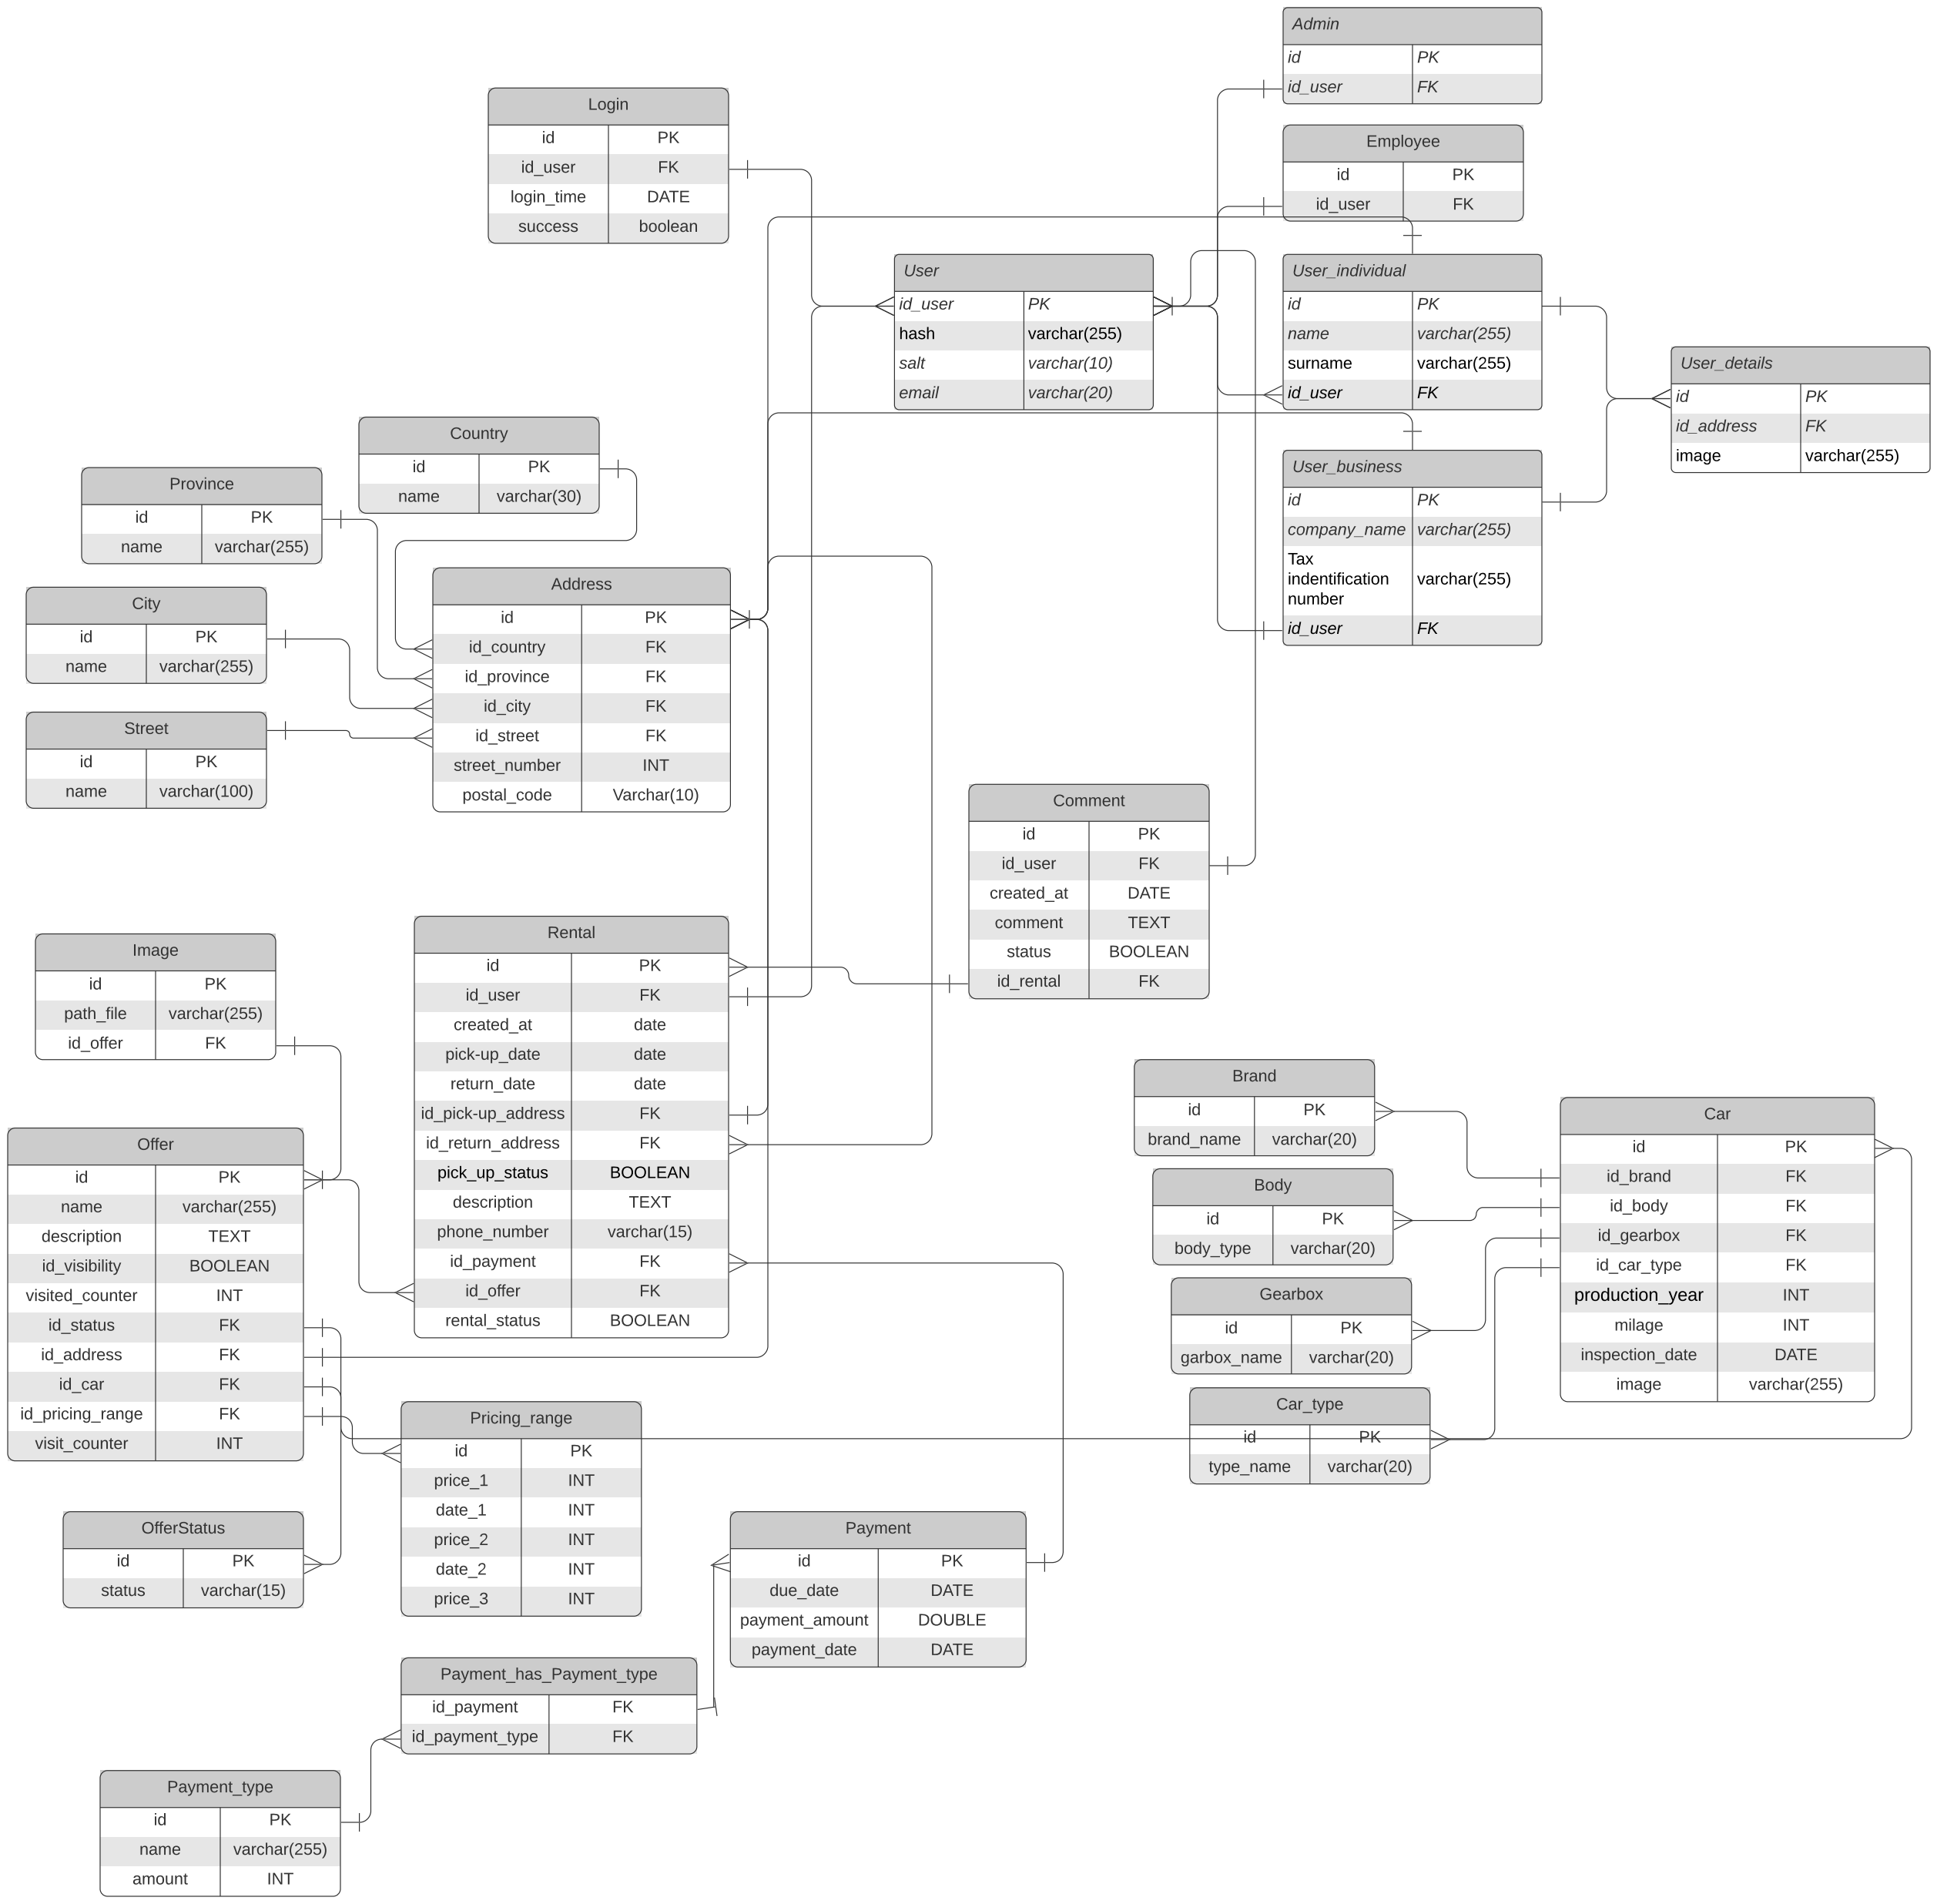 Admin
id PK
id_user FK
Login
id PK
id_user FK
login_time DATE
success boolean
Employee
id PK
id_user FK
User
id_user PK
hash varchar(255)
salt varchar(10)
email varchar(20)
User_individual
id PK
name varchar(255)
surname varchar(255)
id_user FK
User_details
id PK
id_address FK
image varchar(255)
Country
id PK
name varchar(30)
User_business
id PK
company_name varchar(255)
Tax
indentification varchar(255)
number
id_user FK
Province
id PK
name varchar(255)
City
id PK
name varchar(255)
Address
id PK
id_country FK
id_province FK
id_city FK
id_street FK
street_number INT
postal_code Varchar(10)
Street
id PK
name varchar(100)
Comment
id PK
id_user FK
created_at DATE
comment TEXT
status BOOLEAN
id_rental FK
Image
id PK
path_file varchar(255)
id_offer FK
Rental
id PK
id_user FK
created_at date
pick-up_date date
return_date date
id_pick-up_address FK
id_return_address FK
pick_up_status BOOLEAN
description TEXT
phone_number varchar(15)
id_payment FK
id_offer FK
rental_status BOOLEAN
Brand
id PK
brand_name varchar(20)
Car
id PK
id_brand FK
id_body FK
id_gearbox FK
id_car_type FK
production_year INT
milage INT
inspection_date DATE
image varchar(255)
Offer
id PK
name varchar(255)
description TEXT
id_visibility BOOLEAN
visited_counter INT
id_status FK
id_address FK
id_car FK
id_pricing_range FK
visit_counter INT
Body
id PK
body_type varchar(20)
Gearbox
id PK
garbox_name varchar(20)
Car_type
id PK
type_name varchar(20)
Pricing_range
id PK
price_1 INT
date_1 INT
price_2 INT
date_2 INT
price_3 INT
OfferStatus
id PK
status varchar(15)
Payment
id PK
due_date DATE
payment_amount DOUBLE
payment_date DATE
Payment_has_Payment_type
id_payment FK
id_payment_type FK
Payment_type
id PK
name varchar(255)
amount INT